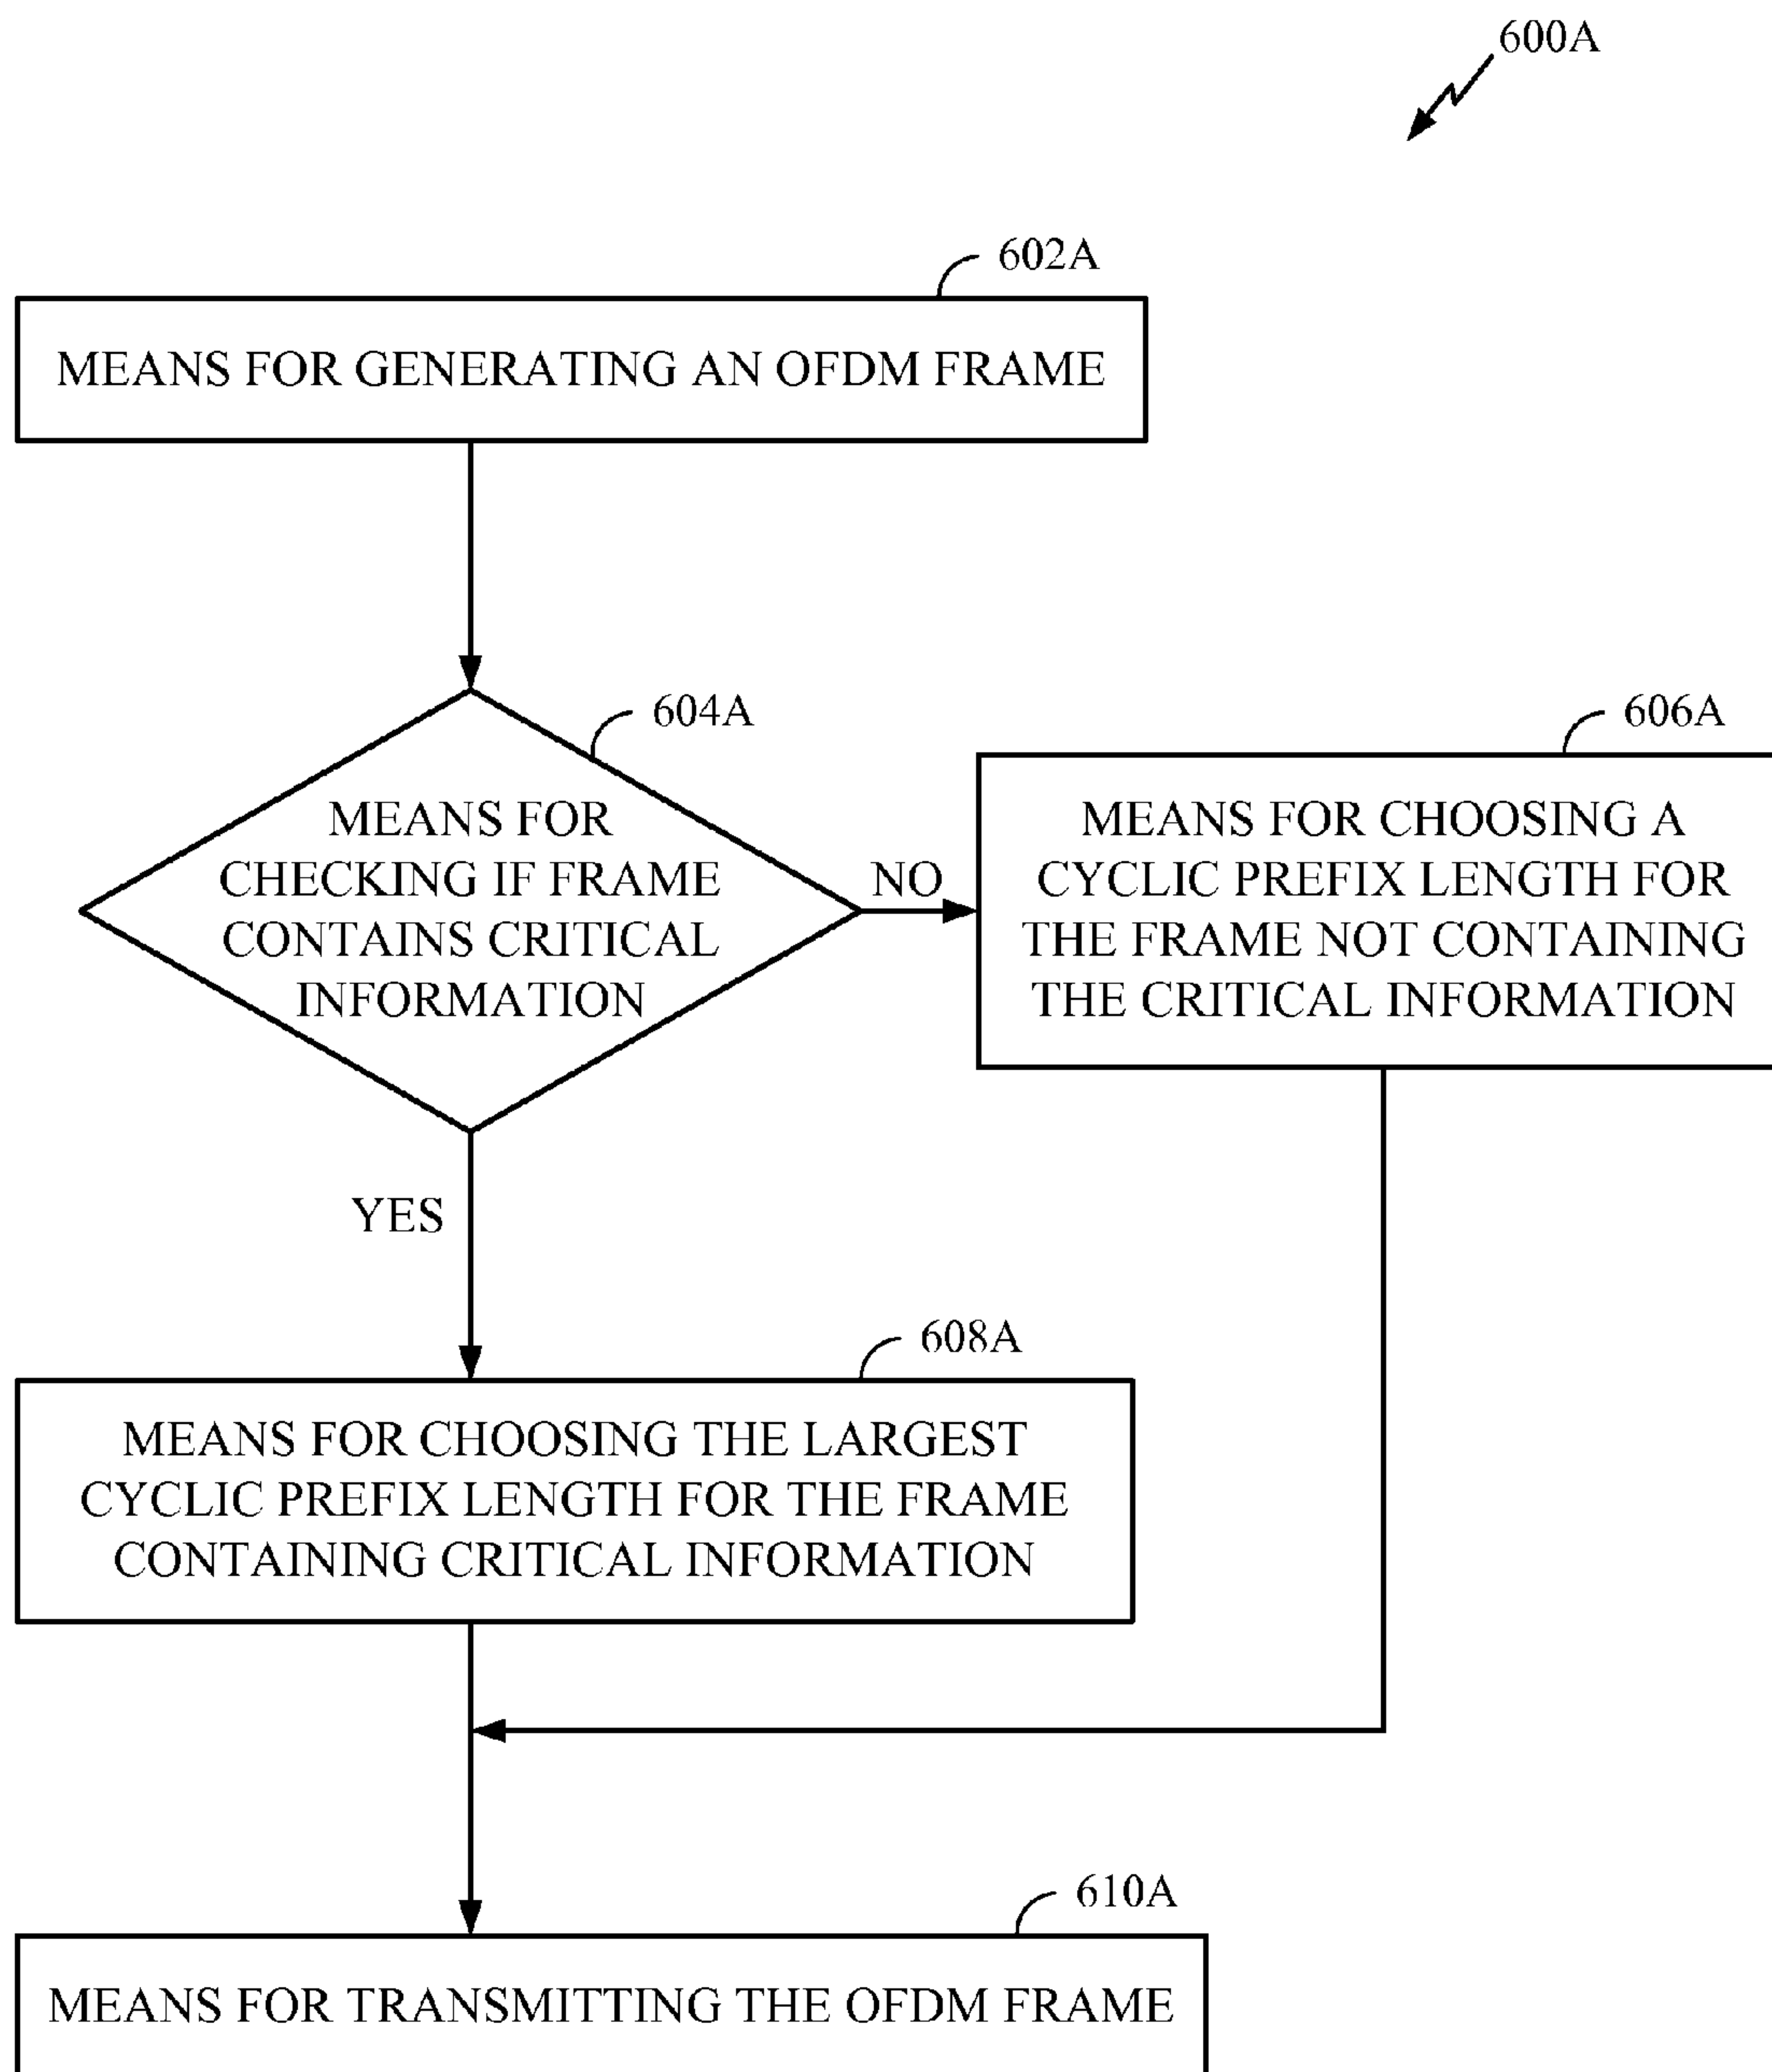 600A
602A
MEANS FOR GENERATING AN OFDM FRAME
604A
MEANS FOR
CHECKING IF FRAME
CONTAINS CRITICAL
INFORMATION
NO
606A
MEANS FOR CHOOSING A
CYCLIC PREFIX LENGTH FOR
THE FRAME NOT CONTAINING
THE CRITICAL INFORMATION
YES
608A
MEANS FOR CHOOSING THE LARGEST
CYCLIC PREFIX LENGTH FOR THE FRAME
CONTAINING CRITICAL INFORMATION
610A
MEANS FOR TRANSMITTING THE OFDM FRAME